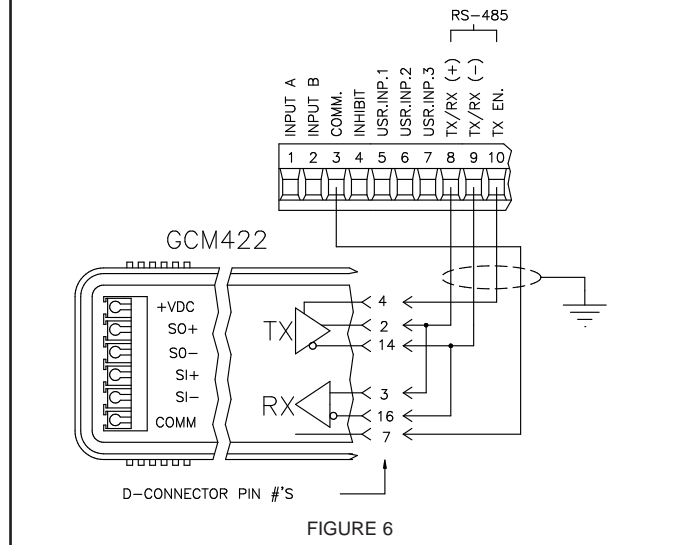 RS-485
INPUT A
INPUT B
COMM.
INHIBIT
USR.INP.1
USR.INP.2
USR.INP.3
TX/RX (+)
TX/RX (-)
TX EN.
1 2 3 4 5 6 7 8 9 10
GCM422
+VDC
SO+
SO-
SI+
SI-
COMM
TX
RX
4
2
14
3
16
7
D-CONNECTOR PIN #'S
FIGURE 6